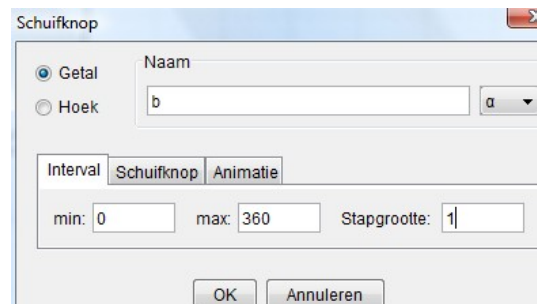 Schuifknop
Getal
Naam
Hoek
b
α
Interval Schuifknop Animatie
min: 0 max: 360 Stapgrootte: 1
OK Annuleren